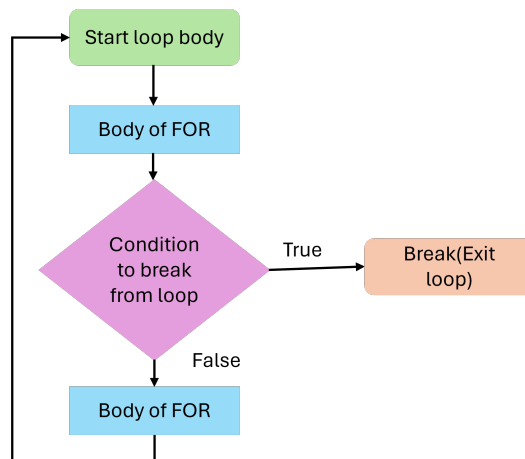 Start loop body
Body of FOR
Condition
to break
from loop
True
Break(Exit
loop)
False
Body of FOR